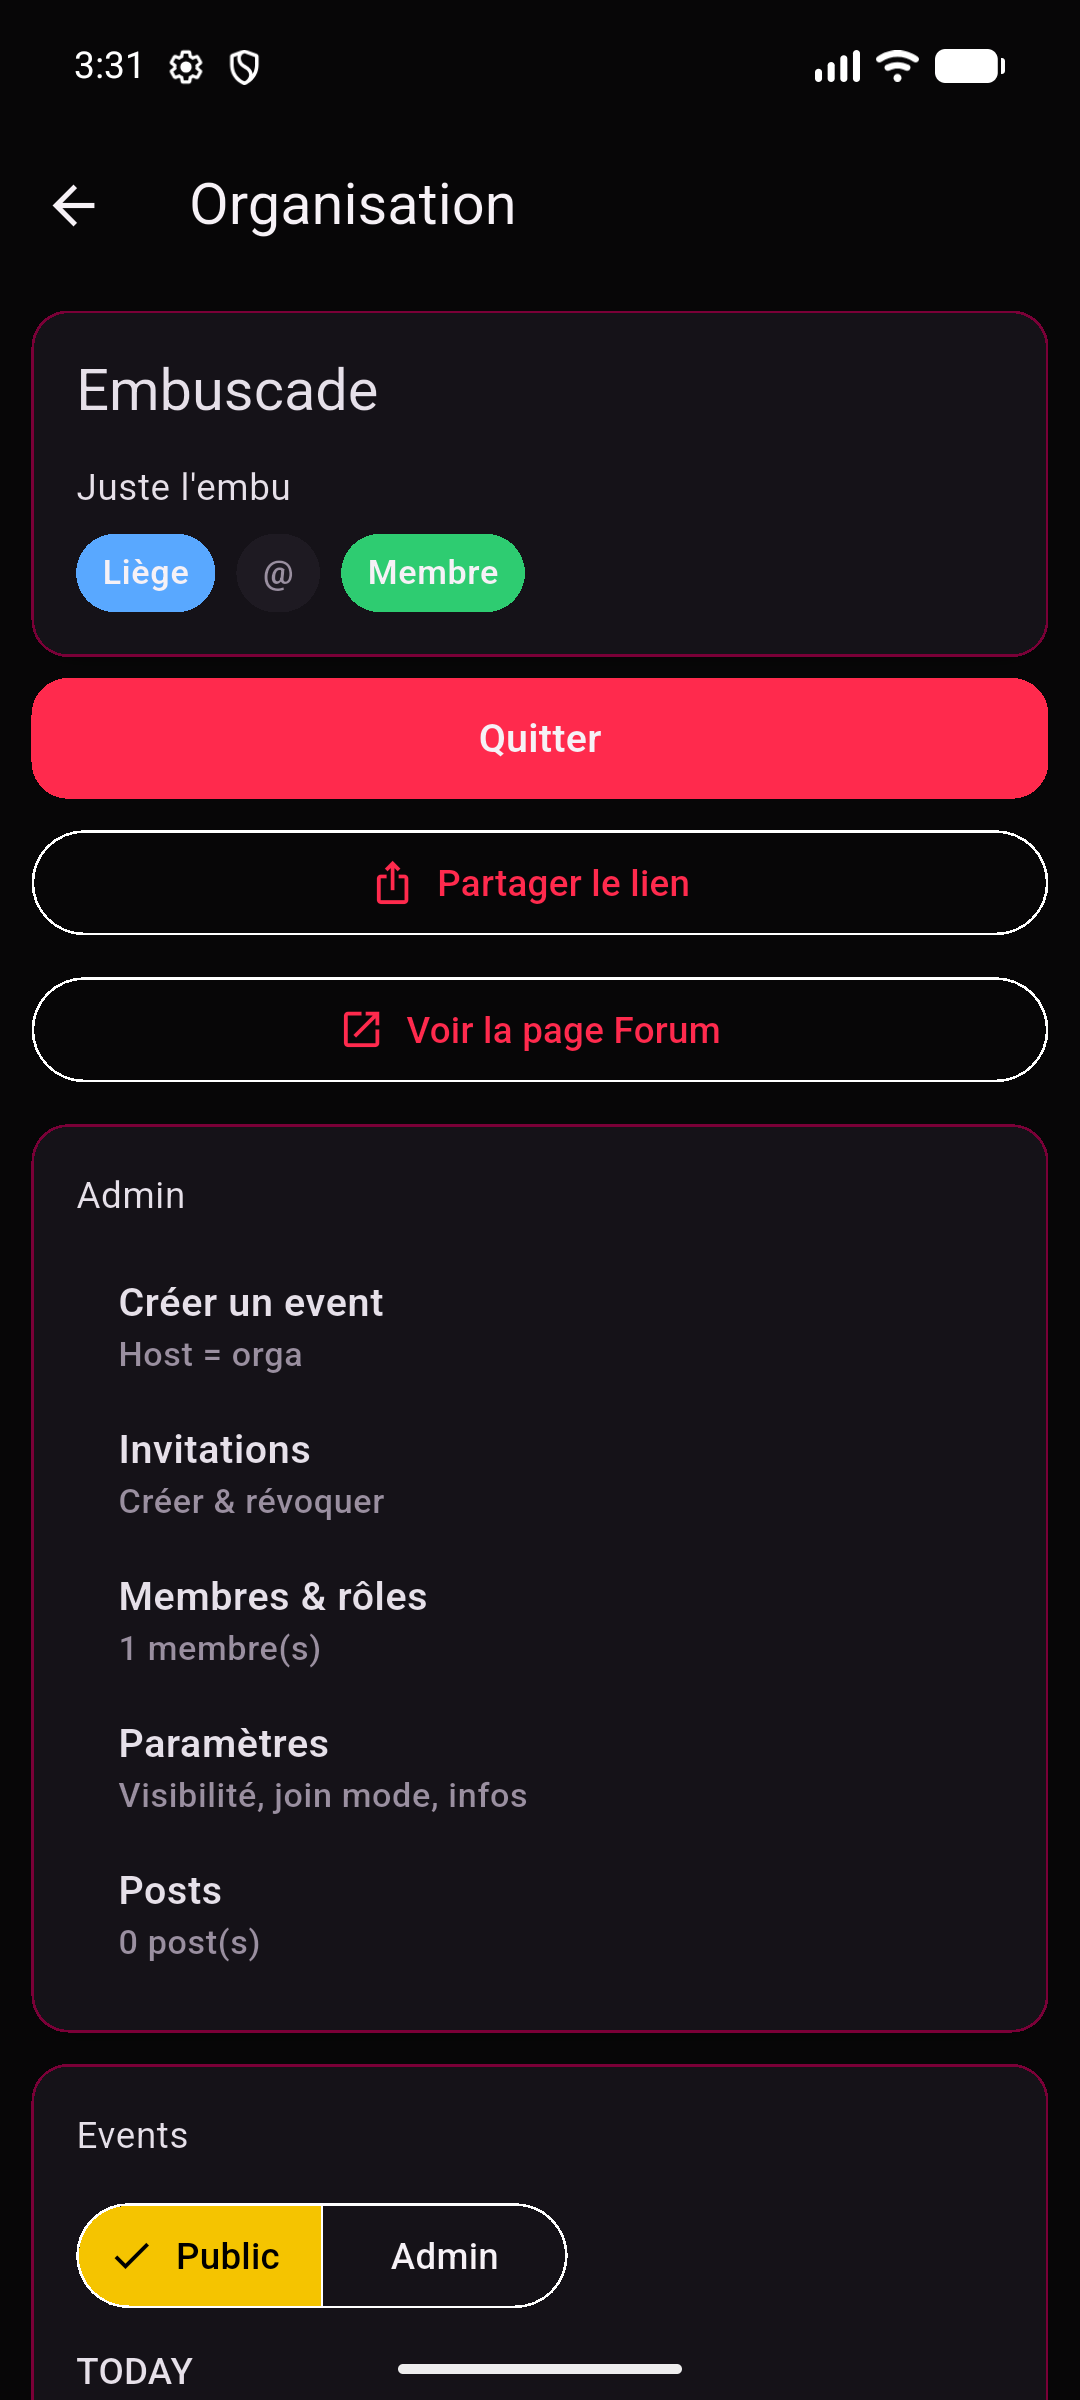 3:31
Organisation
Embuscade
Juste l'embu
Liège @ Membre
Quitter
Partager le lien
Voir la page Forum
Admin
Créer un event
Host = orga
Invitations
Créer & révoquer
Membres & rôles
1 membre(s)
Paramètres
Visibilité, join mode, infos
Posts
0 post(s)
Events
Public Admin
TODAY